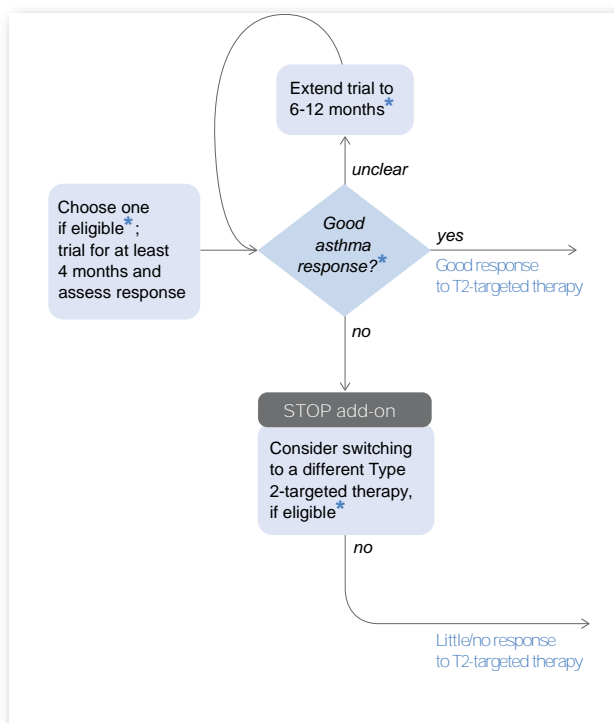 Extend trial to
6-12 months*
unclear
Choose one
if eligible*;
trial for at least
4 months and
assess response
Good
asthma
response?*
yes
Good response
to T2-targeted therapy
no
STOP add-on
Consider switching
to a different Type
2-targeted therapy,
if eligible*
no
Little/no response
to T2-targeted therapy